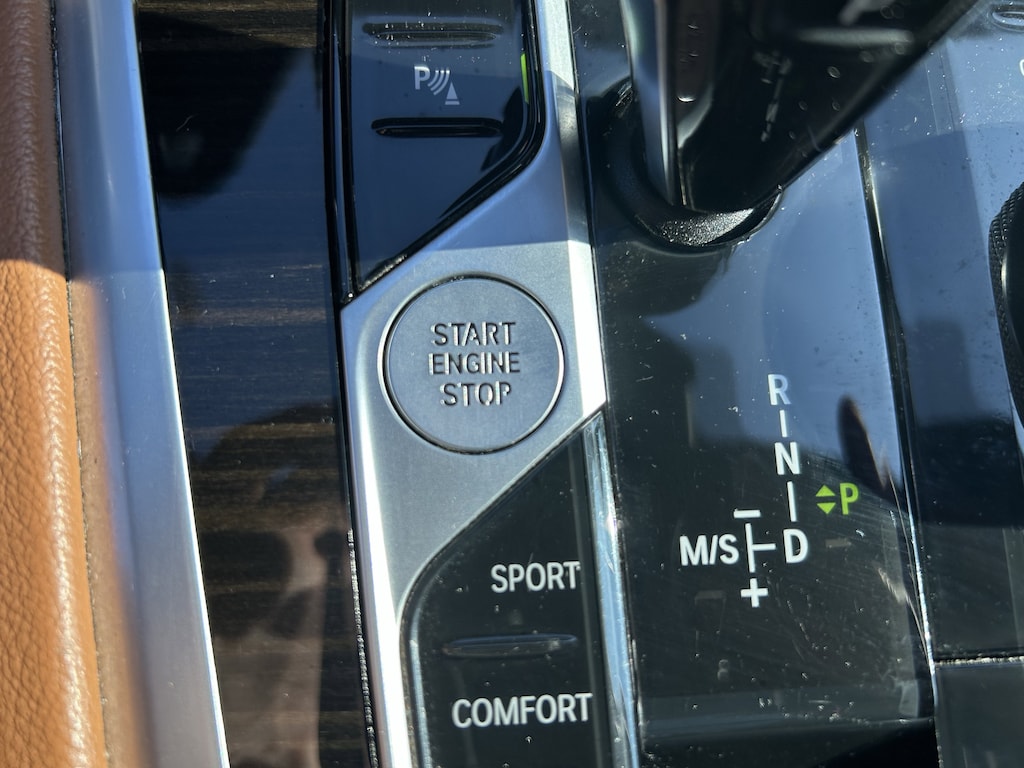 P
START
ENGINE
STOP
R
N
P
M/S D
SPORT
COMFORT